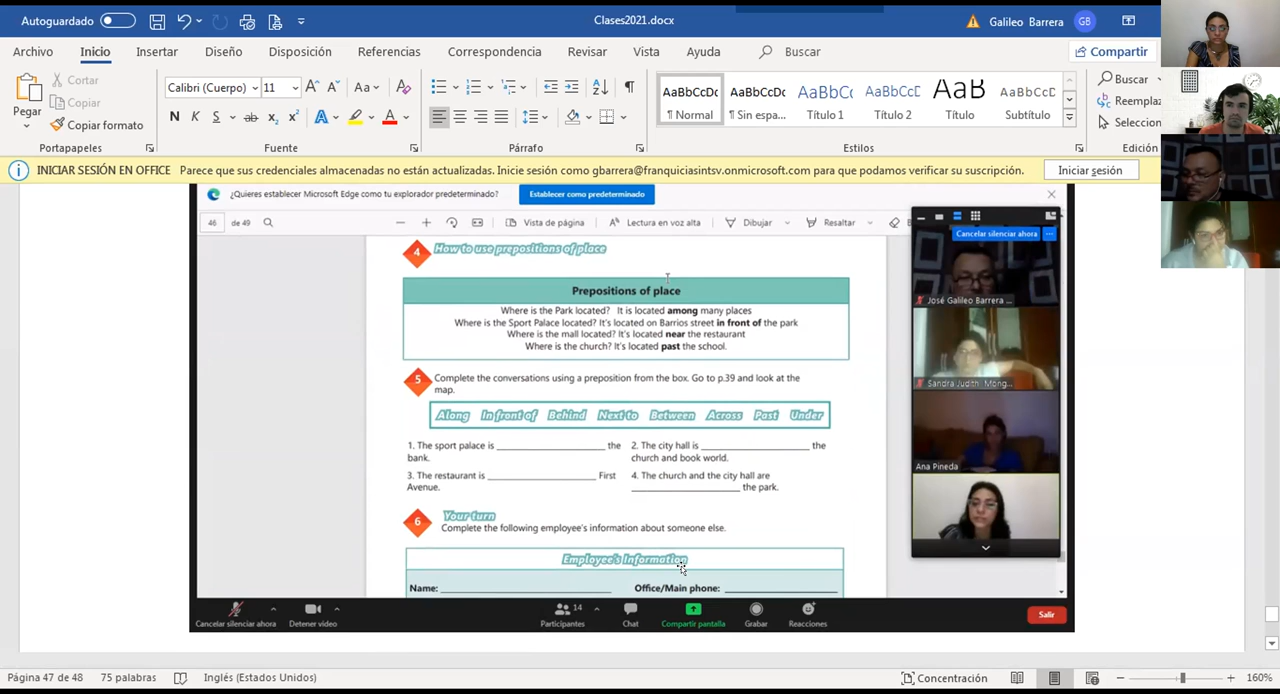 Autoguardado
Clases2021.docx
Galileo Barrera
GB
Archivo Inicio Insertar Diseño Disposición Referencias Correspondencia Revisar Vista Ayuda Buscar
Compartir
Pegar
Cortar
Copiar
Copiar formato
Portapapeles
Calibri (Cuerpo) 11
N K S ab x₂ x²
Fuente
Párrafo
AaBbCcDc AaBbCcDc AaBbCc AaBbCcD AaB AaBbCcD
¶ Normal ¶ Sin espa... Título 1 Título 2 Título Subtítulo
Estilos
Buscar
Reemplaz
Seleccion
Edición
INICIAR SESIÓN EN OFFICE Parece que sus credenciales almacenadas no están actualizadas. Inicie sesión como gbarrera@franquiciasintsv.onmicrosoft.com para que podamos verificar su suscripción.
Iniciar sesión
¿Quieres establecer Microsoft Edge como tu explorador predeterminado?
Establecer como predeterminado
46 de 49
Vista de página
Lectura en voz alta
Dibujar
Resaltar
4 How to use prepositions of place
Prepositions of place
Where is the Park located? It is located among many places
Where is the Sport Palace located? It's located on Barrios street in front of the park
Where is the mall located? It's located near the restaurant
Where is the church? It's located past the school.
5 Complete the conversations using a preposition from the box. Go to p.39 and look at the
map.
Along In front of Behind Next to Between Across Past Under
1. The sport palace is ____________________ the
bank.
2. The city hall is ____________________ the
church and book world.
3. The restaurant is ____________________ First
Avenue.
4. The church and the city hall are
____________________ the park.
6 Your turn
Complete the following employee's information about someone else.
Employee's Information
Name: ____________________ Office/Main phone: ____________________
Cancelar silenciar ahora
José Galileo Barrera ...
Sandra Judith Mong...
Ana Pineda
Cancelar silenciar ahora
Detener video
14
Participantes
Chat
Compartir pantalla
Grabar
Reacciones
Salir
Página 47 de 48 75 palabras Inglés (Estados Unidos)
Concentración
160%